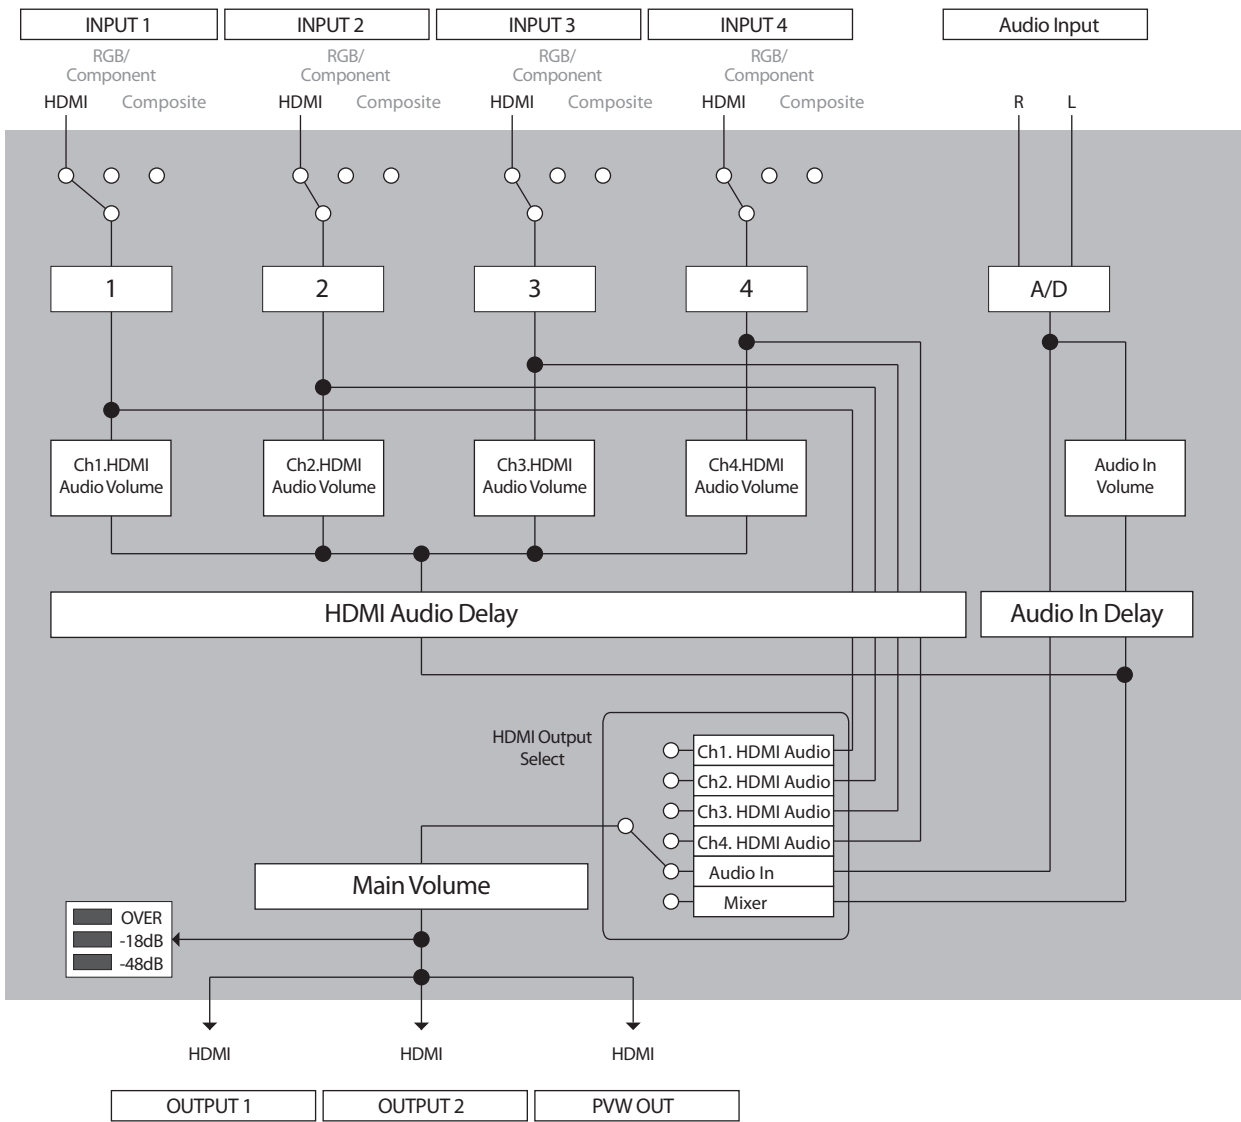 INPUT 1 INPUT 2 INPUT 3 INPUT 4 Audio Input
RGB/ RGB/ RGB/ RGB/
Component Component Component Component
HDMI Composite HDMI Composite HDMI Composite HDMI Composite R L
1 2 3 4 A/D
Ch1.HDMI Ch2.HDMI Ch3.HDMI Ch4.HDMI Audio In
Audio Volume Audio Volume Audio Volume Audio Volume Volume
HDMI Audio Delay Audio In Delay
HDMI Output
Select
Ch1. HDMI Audio
Ch2. HDMI Audio
Ch3. HDMI Audio
Ch4. HDMI Audio
Audio In
Mixer
Main Volume
OVER
-18dB
-48dB
HDMI HDMI HDMI
OUTPUT 1 OUTPUT 2 PVW OUT